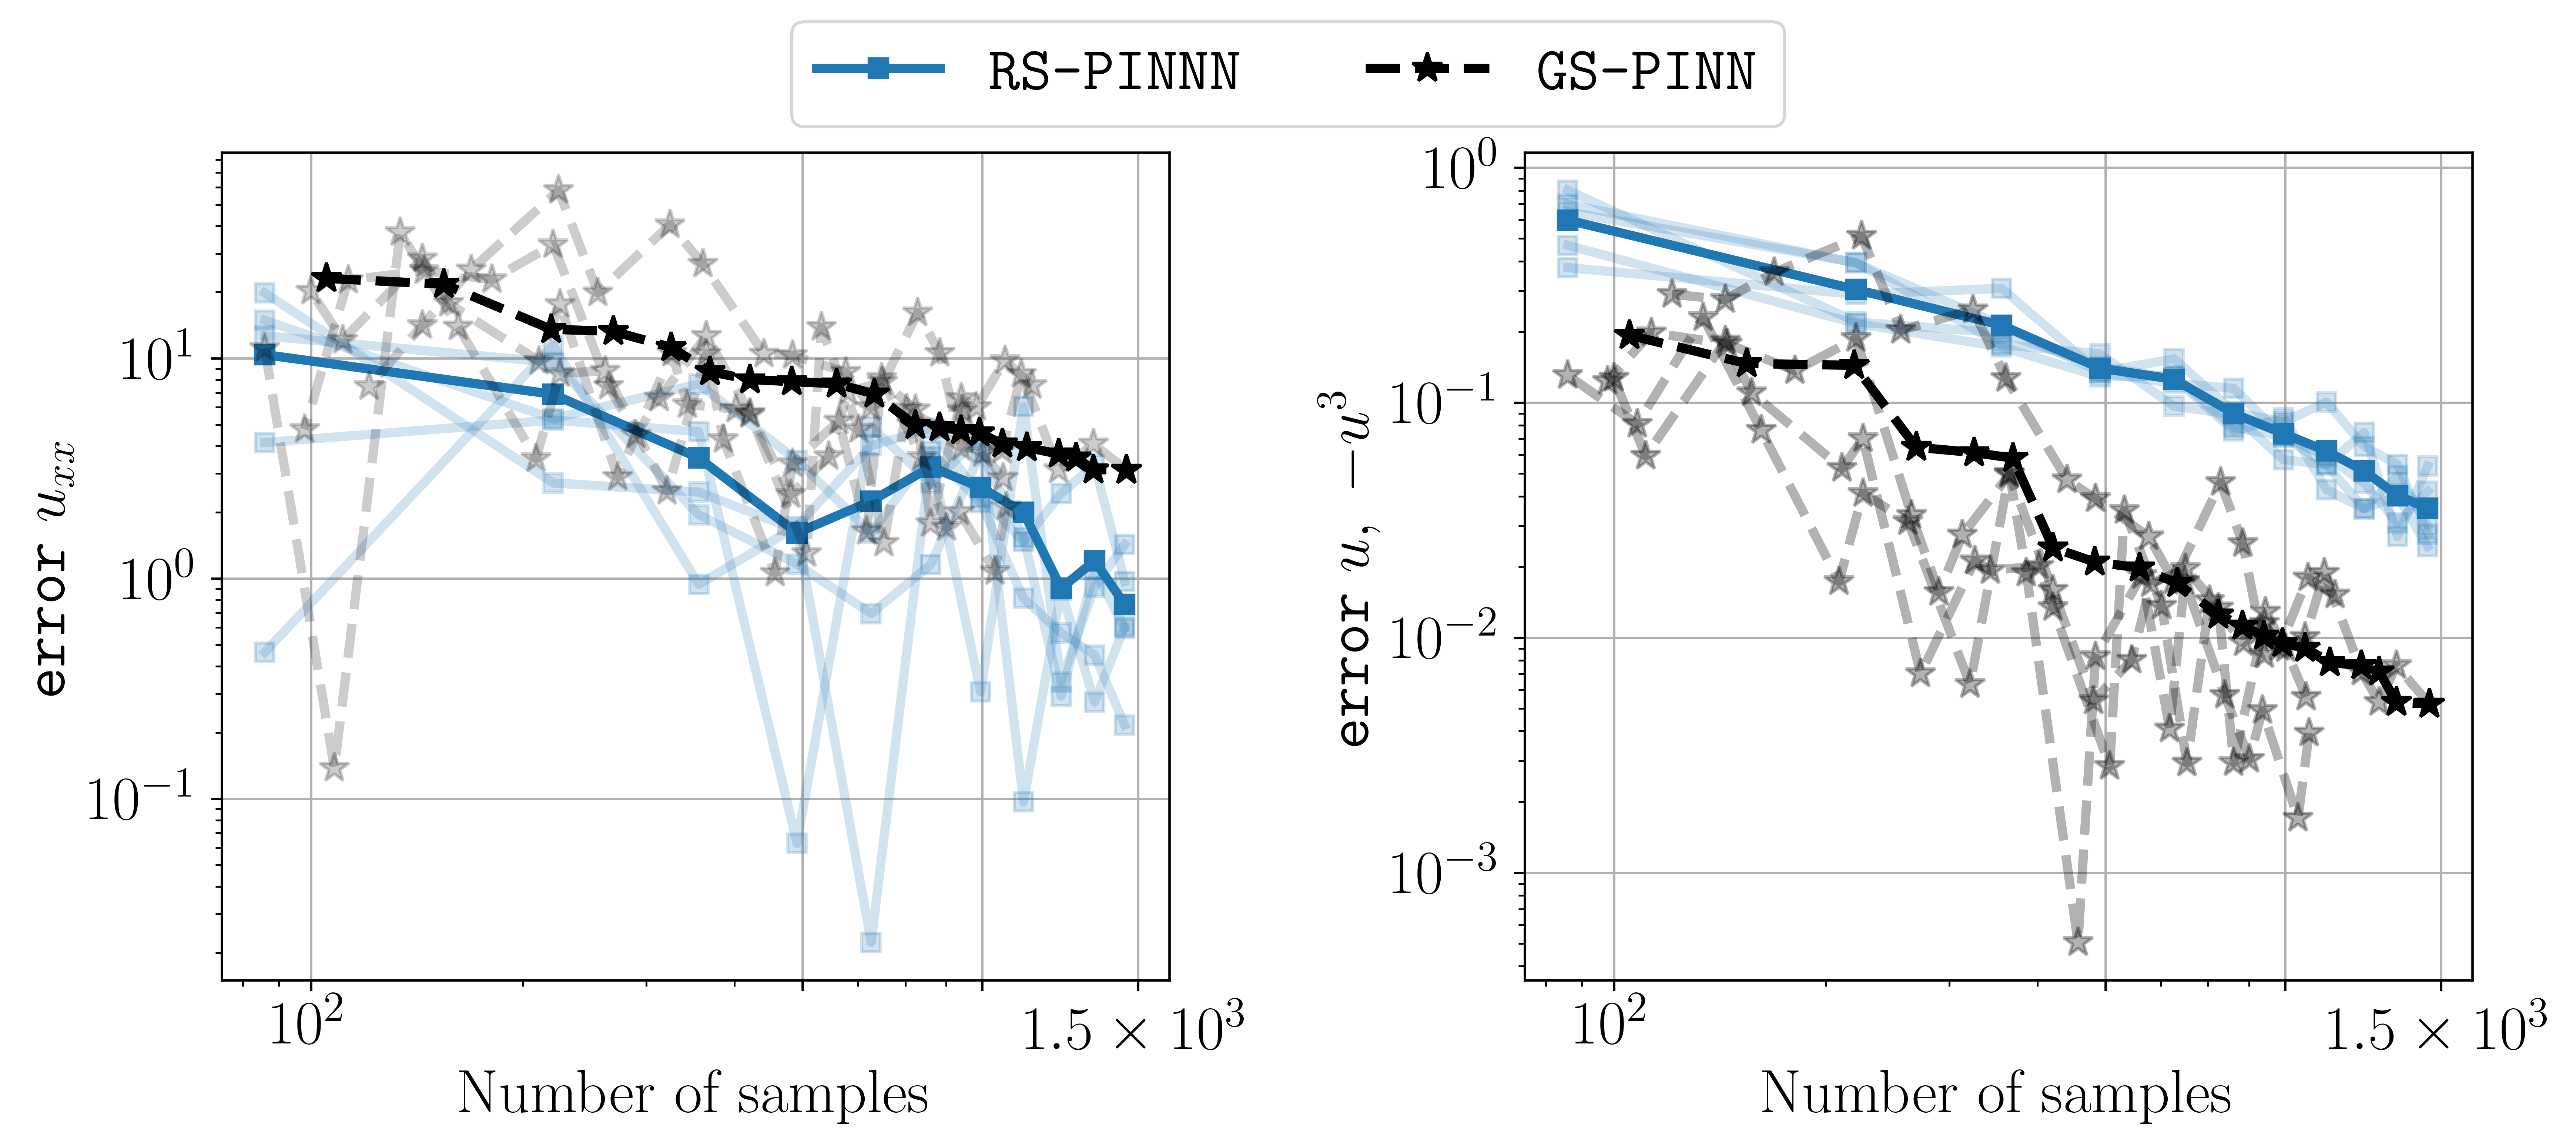 RS-PINNN GS-PINN
error $u_{xx}$
10^1
10^0
10^{-1}
10^2
1.5 × 10^3
Number of samples
error $u, -u^3$
10^0
10^{-1}
10^{-2}
10^{-3}
10^2
1.5 × 10^3
Number of samples